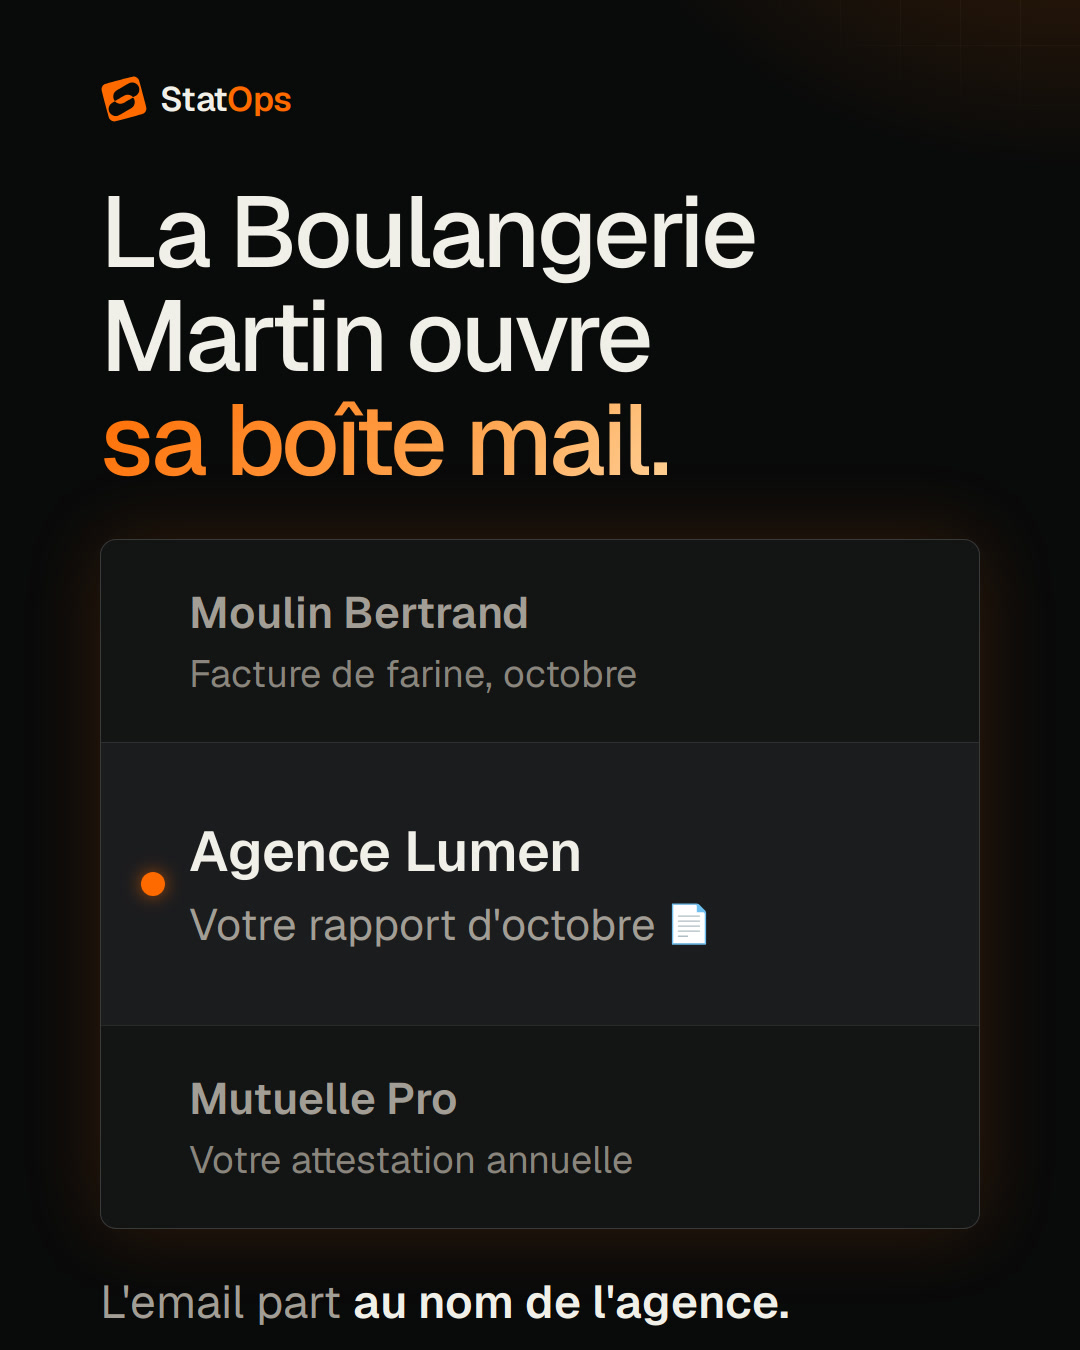 StatOps
La Boulangerie
Martin ouvre
sa boîte mail.
Moulin Bertrand
Facture de farine, octobre
Agence Lumen
Votre rapport d'octobre 📄
Mutuelle Pro
Votre attestation annuelle
L'email part au nom de l'agence.